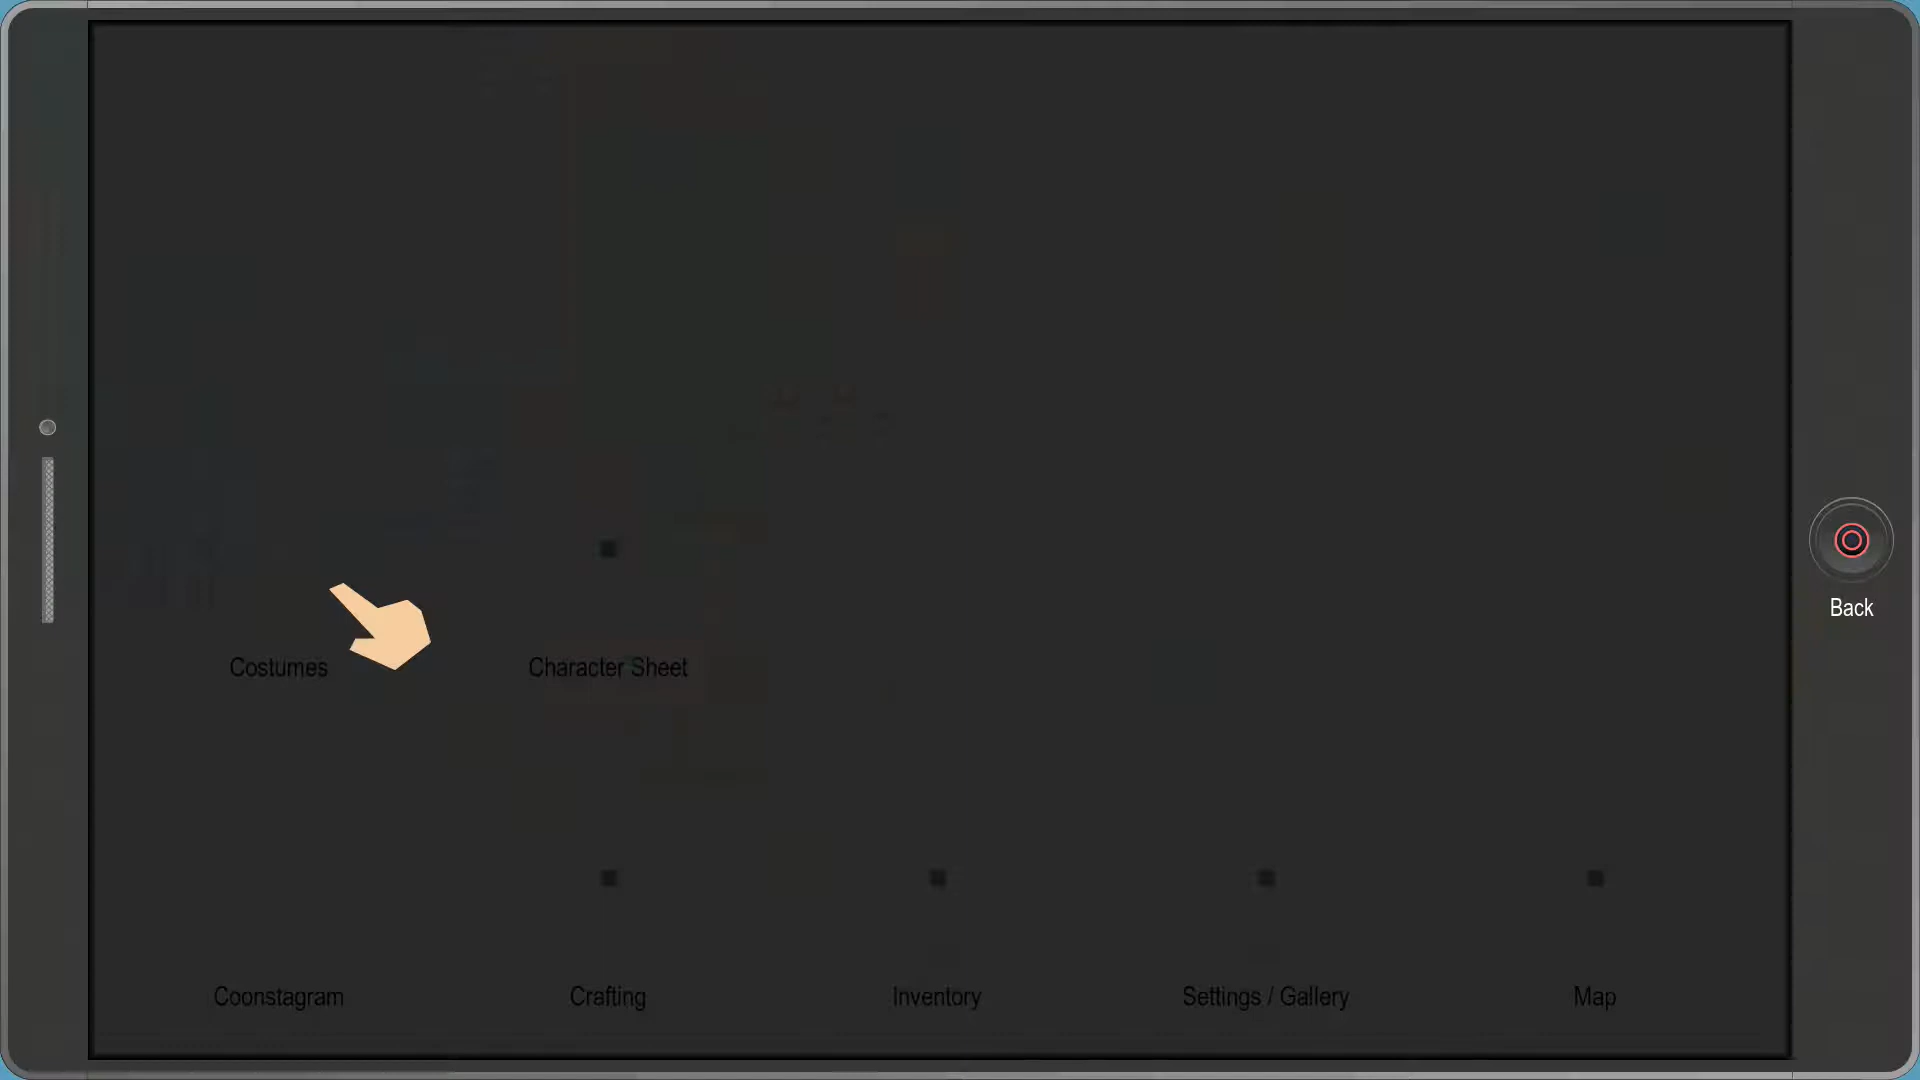 Back
Costumes
Character Sheet
Coonstagram
Crafting
Inventory
Settings / Gallery
Map